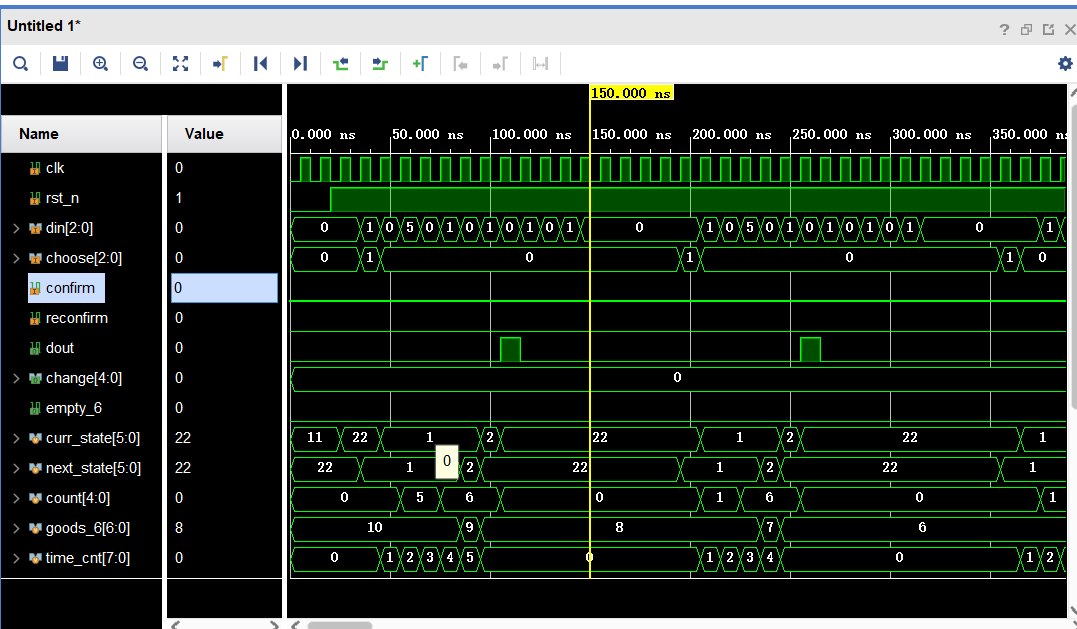 Untitled 1*
150.000 ns
Name Value 0.000 ns 50.000 ns 100.000 ns 150.000 ns 200.000 ns 250.000 ns 300.000 ns 350.000 ns
clk 0
rst_n 1
din[2:0] 0 0 1 0 5 0 1 0 1 0 1 0 1 0 1 0 5 0 1 0 1 0 1 0 1 0 1
choose[2:0] 0 0 1 0 1 0 1 0
confirm 0
reconfirm 0
dout 0
change[4:0] 0 0
empty_6 0
curr_state[5:0] 22 11 22 1 2 22 1 2 22 1
next_state[5:0] 22 22 1 0 2 22 1 2 22 1
count[4:0] 0 0 5 6 0 1 6 0 1
goods_6[6:0] 8 10 9 8 7 6
time_cnt[7:0] 0 0 1 2 3 4 5 0 1 2 3 4 0 1 2